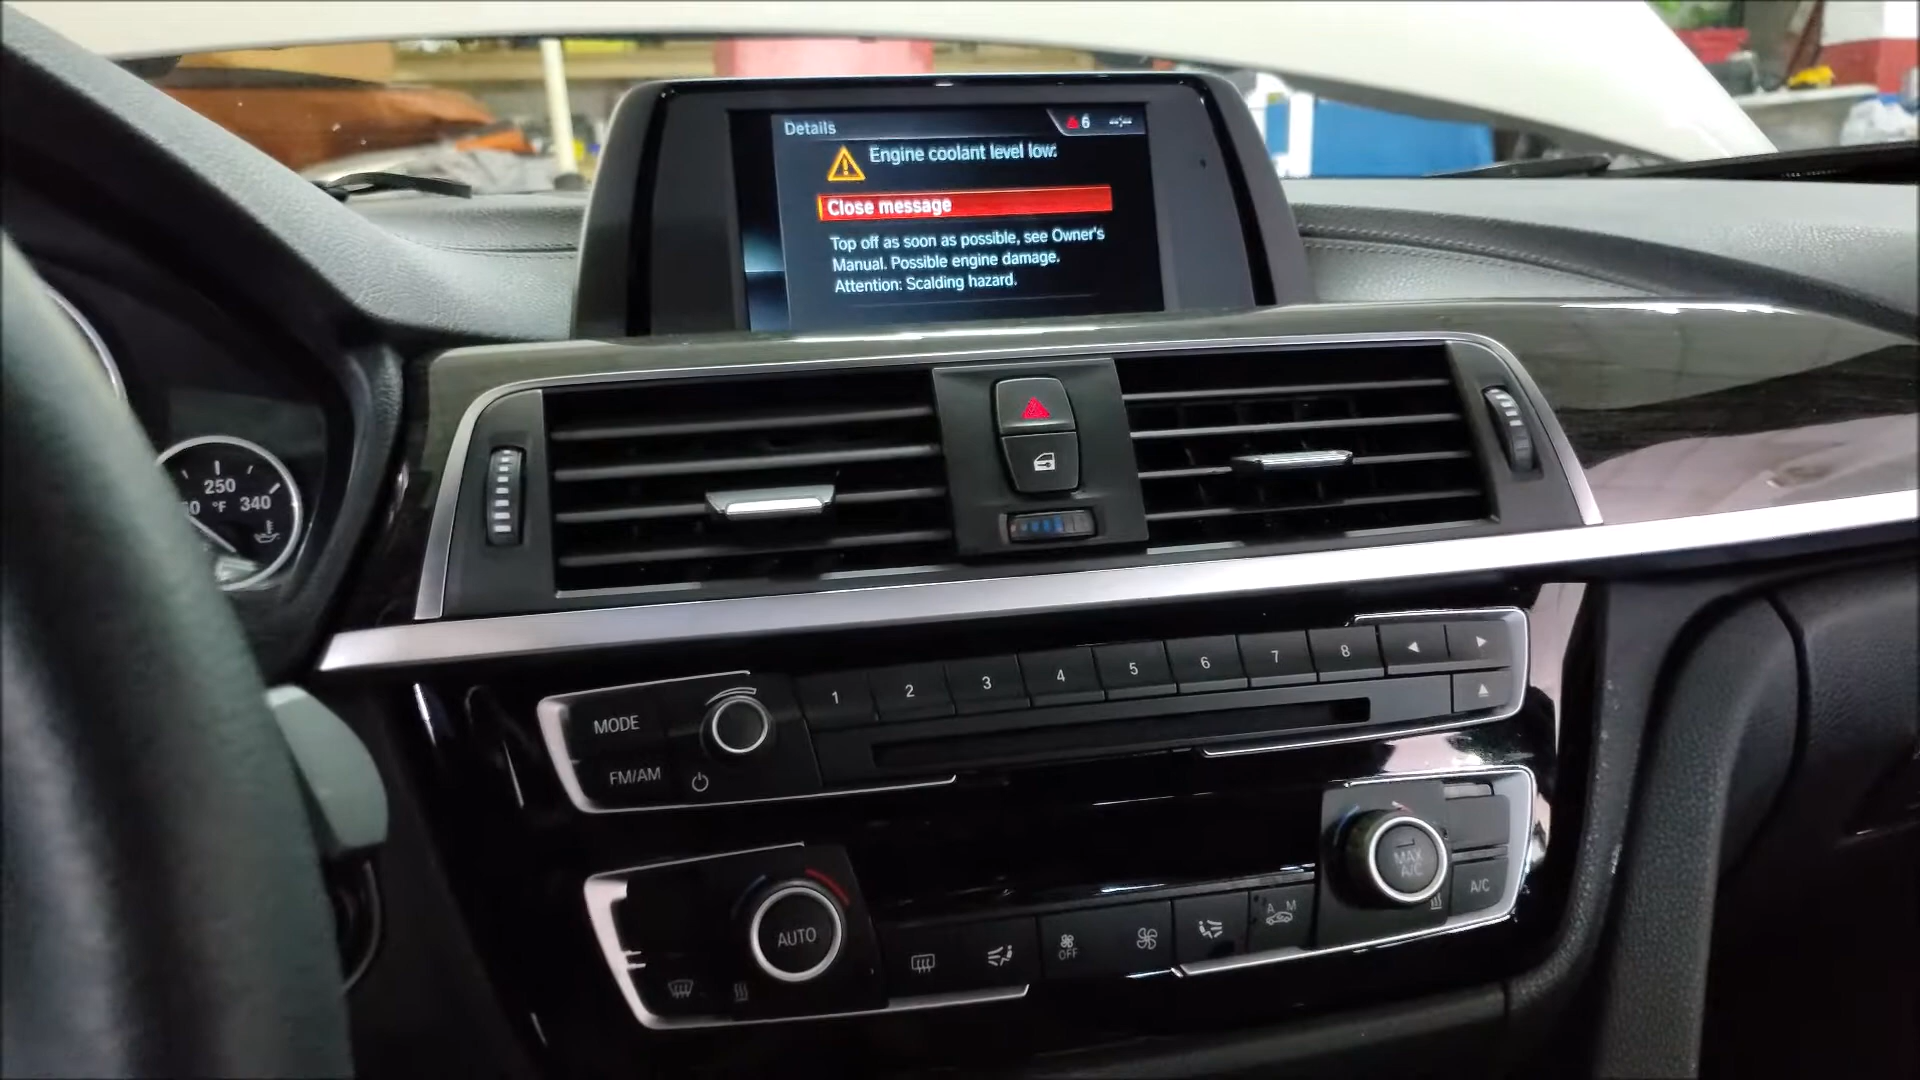 Details
6
Engine coolant level low:
Close message
Top off as soon as possible, see Owner's
Manual. Possible engine damage.
Attention: Scalding hazard.
250
°F
340
1
2
3
4
5
6
7
8
MODE
FM/AM
AUTO
OFF
A
M
MAX
A/C
A/C